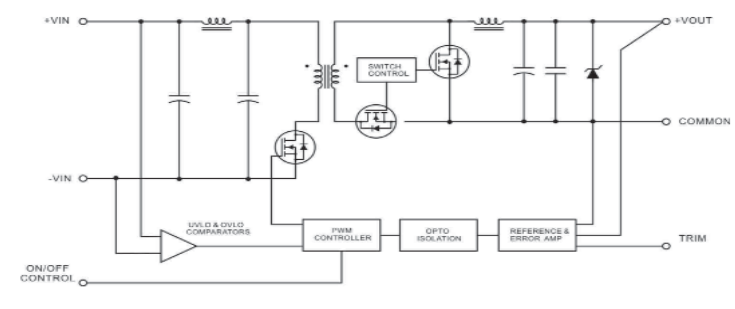 +VIN
+VOUT
SWITCH
CONTROL
COMMON
-VIN
UVLO & OVLO
COMPARATORS
PWM
CONTROLLER
OPTO
ISOLATION
REFERENCE &
ERROR AMP
TRIM
ON/OFF
CONTROL